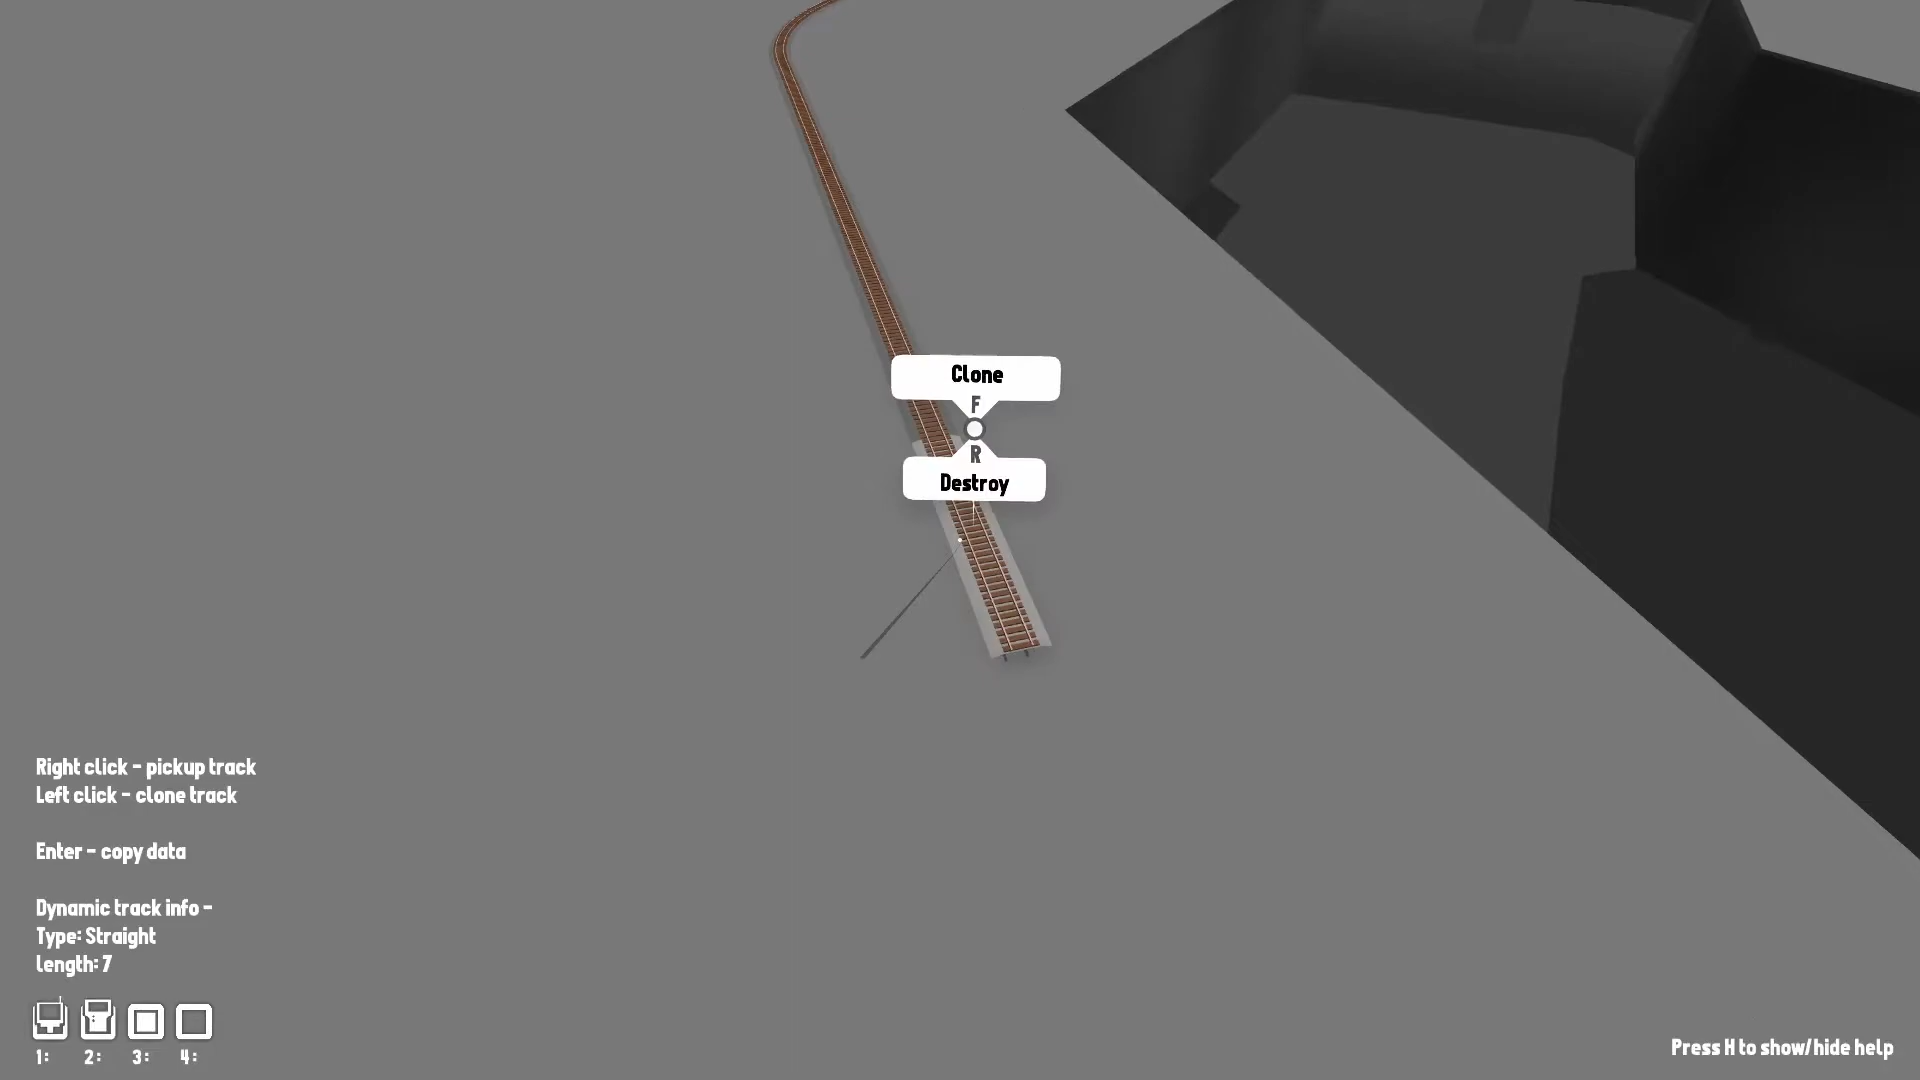 Clone
F
R
Destroy
Right click - pickup track
Left click - clone track
Enter - copy data
Dynamic track info -
Type: Straight
length: 7
1: 2: 3: 4:
Press H to show/hide help